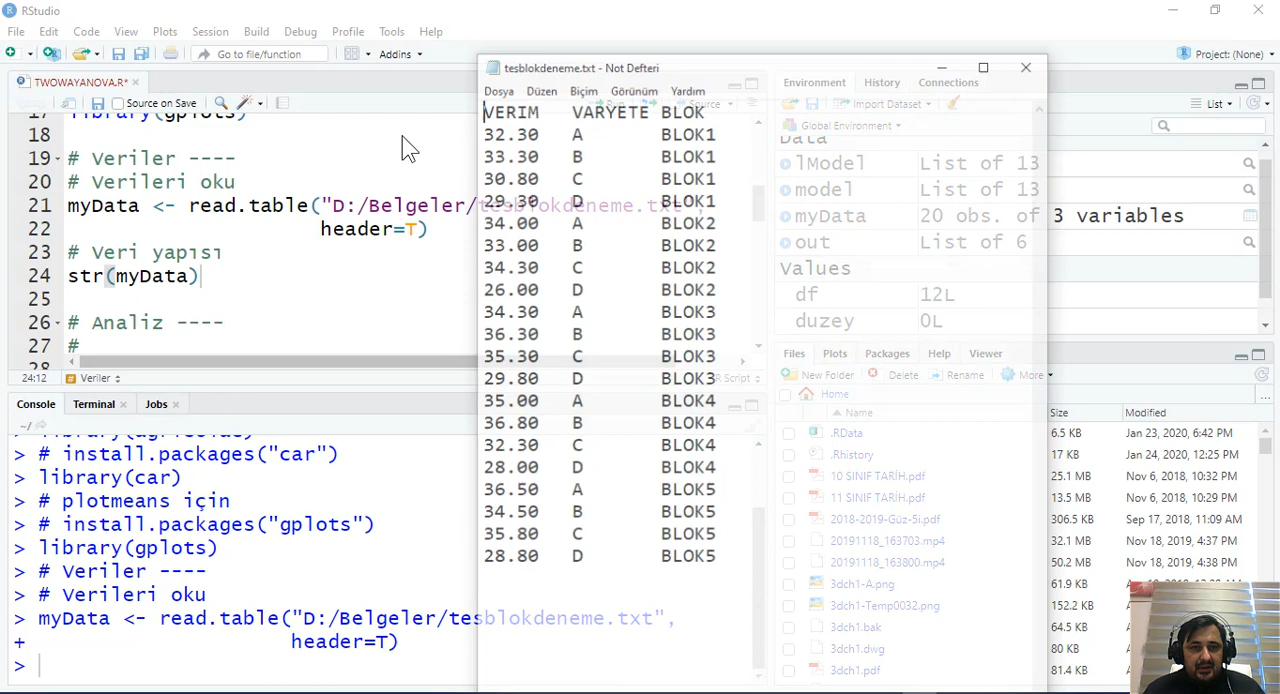 RStudio
File Edit Code View Plots Session Build Debug Profile Tools Help
Go to file/function
Addins
Project: (None)
TWOWAYANOVA.R*
Source on Save
Run
Source
17 library(gplots)
18
19 # Veriler ----
20 # Verileri oku
21 myData <- read.table("D:/Belgeler/tesblokdeneme.txt",
22 header=T)
23 # Veri yapısı
24 str(myData)
25
26 # Analiz ----
27 #
28
24:12 Veriler
R Script
Console Terminal Jobs
~/
> # install.packages("car")
> library(car)
> # plotmeans için
> # install.packages("gplots")
> library(gplots)
> # Veriler ----
> # Verileri oku
> myData <- read.table("D:/Belgeler/tesblokdeneme.txt",
+ header=T)
>
tesblokdeneme.txt - Not Defteri
Dosya Düzen Biçim Görünüm Yardım
VERIM VARYETE BLOK
32.30 A BLOK1
33.30 B BLOK1
30.80 C BLOK1
29.30 D BLOK1
34.00 A BLOK2
33.00 B BLOK2
34.30 C BLOK2
26.00 D BLOK2
34.30 A BLOK3
36.30 B BLOK3
35.30 C BLOK3
29.80 D BLOK3
35.00 A BLOK4
36.80 B BLOK4
32.30 C BLOK4
28.00 D BLOK4
36.50 A BLOK5
34.50 B BLOK5
35.80 C BLOK5
28.80 D BLOK5
Environment History Connections
Import Dataset
List
Global Environment
Data
lModel List of 13
model List of 13
myData 20 obs. of 3 variables
out List of 6
Values
df 12L
duzey 0L
Files Plots Packages Help Viewer
New Folder Delete Rename More
Home
Name Size Modified
.RData 6.5 KB Jan 23, 2020, 6:42 PM
.Rhistory 17 KB Jan 24, 2020, 12:25 PM
10 SINIF TARİH.pdf 25.1 MB Nov 6, 2018, 10:32 PM
11 SINIF TARİH.pdf 13.5 MB Nov 6, 2018, 10:29 PM
2018-2019-Güz-5i.pdf 306.5 KB Sep 17, 2018, 11:09 AM
20191118_163703.mp4 32.1 MB Nov 18, 2019, 4:37 PM
20191118_163800.mp4 50.2 MB Nov 18, 2019, 4:38 PM
3dch1-A.png 61.9 KB
3dch1-Temp0032.png 152.2 KB
3dch1.bak 64.5 KB
3dch1.dwg 80 KB
3dch1.pdf 81.4 KB